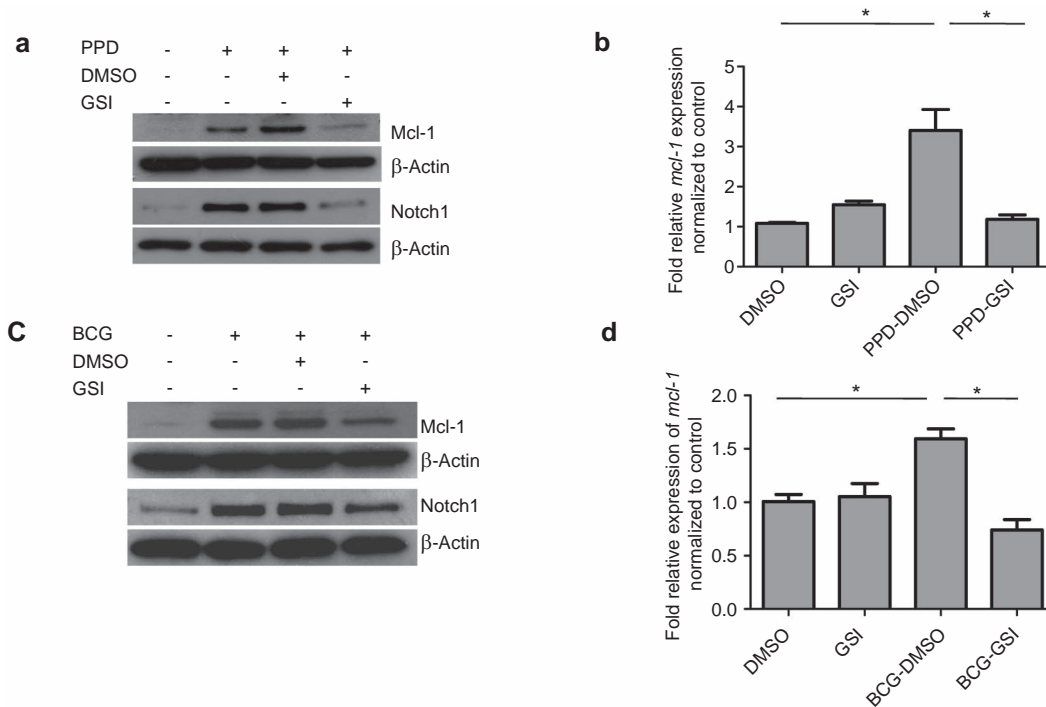 a
PPD - + + +
DMSO - - + -
GSI - - - +
Mcl-1
β-Actin
Notch1
β-Actin
b
* *
Fold relative mcl-1 expression
normalized to control
5
4
3
2
1
0
DMSO GSI PPD-DMSO PPD-GSI
C
BCG - + + +
DMSO - - + -
GSI - - - +
Mcl-1
β-Actin
Notch1
β-Actin
d
* *
Fold relative expression of mcl-1
normalized to control
2.0
1.5
1.0
0.5
0.0
DMSO GSI BCG-DMSO BCG-GSI